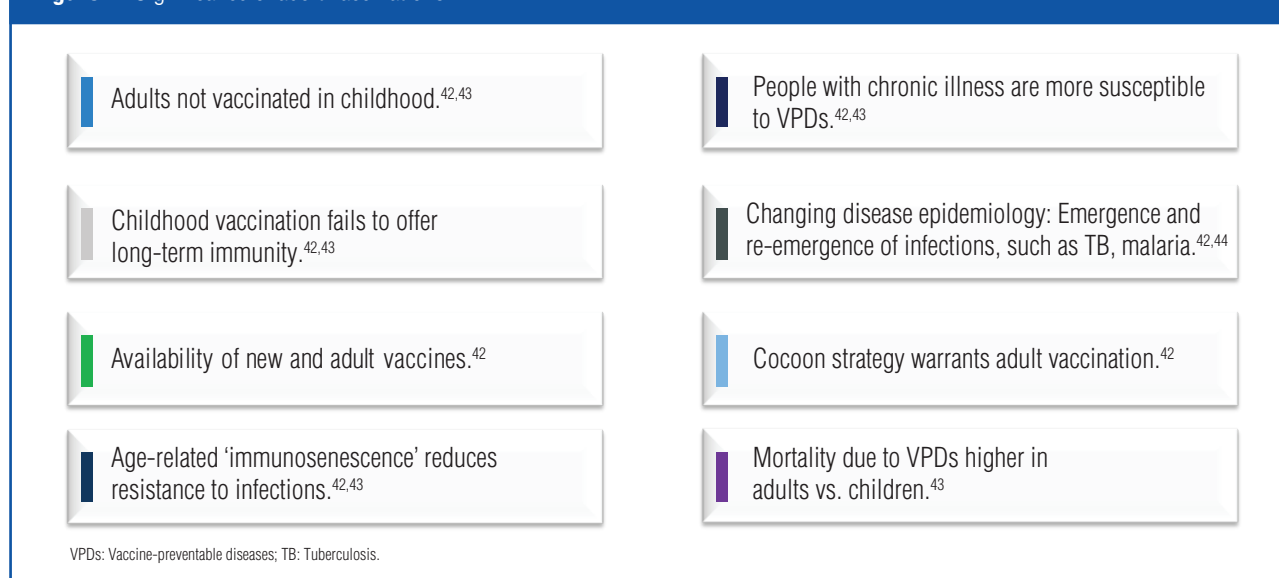 Adults not vaccinated in childhood.42,43
People with chronic illness are more susceptible
to VPDs.42,43
Childhood vaccination fails to offer
long-term immunity.42,43
Changing disease epidemiology: Emergence and
re-emergence of infections, such as TB, malaria.42,44
Availability of new and adult vaccines.42
Cocoon strategy warrants adult vaccination.42
Age-related ‘immunosenescence’ reduces
resistance to infections.42,43
Mortality due to VPDs higher in
adults vs. children.43
VPDs: Vaccine-preventable diseases; TB: Tuberculosis.